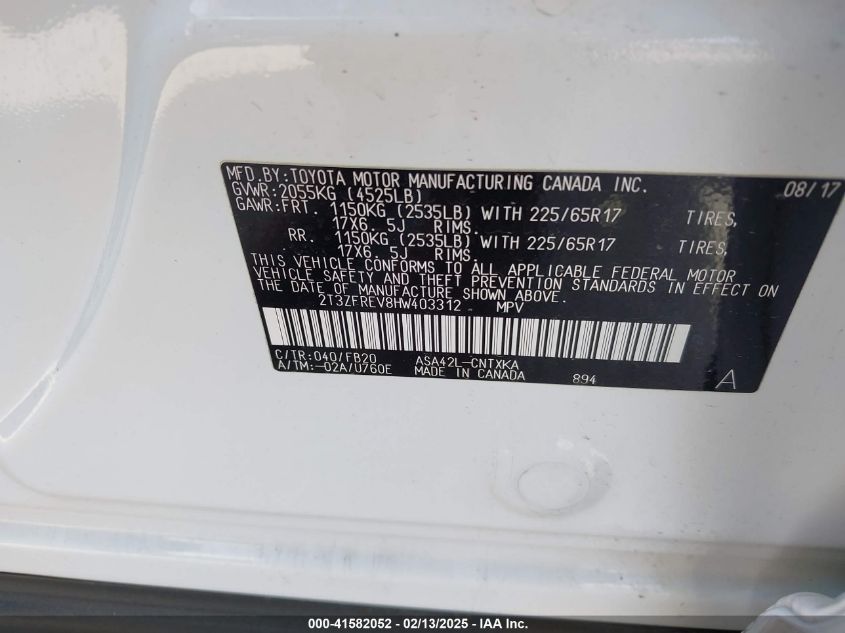 MFD.BY:TOYOTA MOTOR MANUFACTURING CANADA INC. 08/17
GVWR:2055KG (4525LB)
GAWR:FRT. 1150KG (2535LB) WITH 225/65R17 TIRES,
17X6. 5J RIMS.
RR. 1150KG (2535LB) WITH 225/65R17 TIRES,
17X6. 5J RIMS.
THIS VEHICLE CONFORMS TO ALL APPLICABLE FEDERAL MOTOR
VEHICLE SAFETY AND THEFT PREVENTION STANDARDS IN EFFECT ON
THE DATE OF MANUFACTURE SHOWN ABOVE.
2T3ZFREV8HW403312 MPV
C/TR:040/FB20 ASA42L-CNTXKA
A/TM:-02A/U760E MADE IN CANADA 894 A
000-41582052 - 02/13/2025 - IAA Inc.